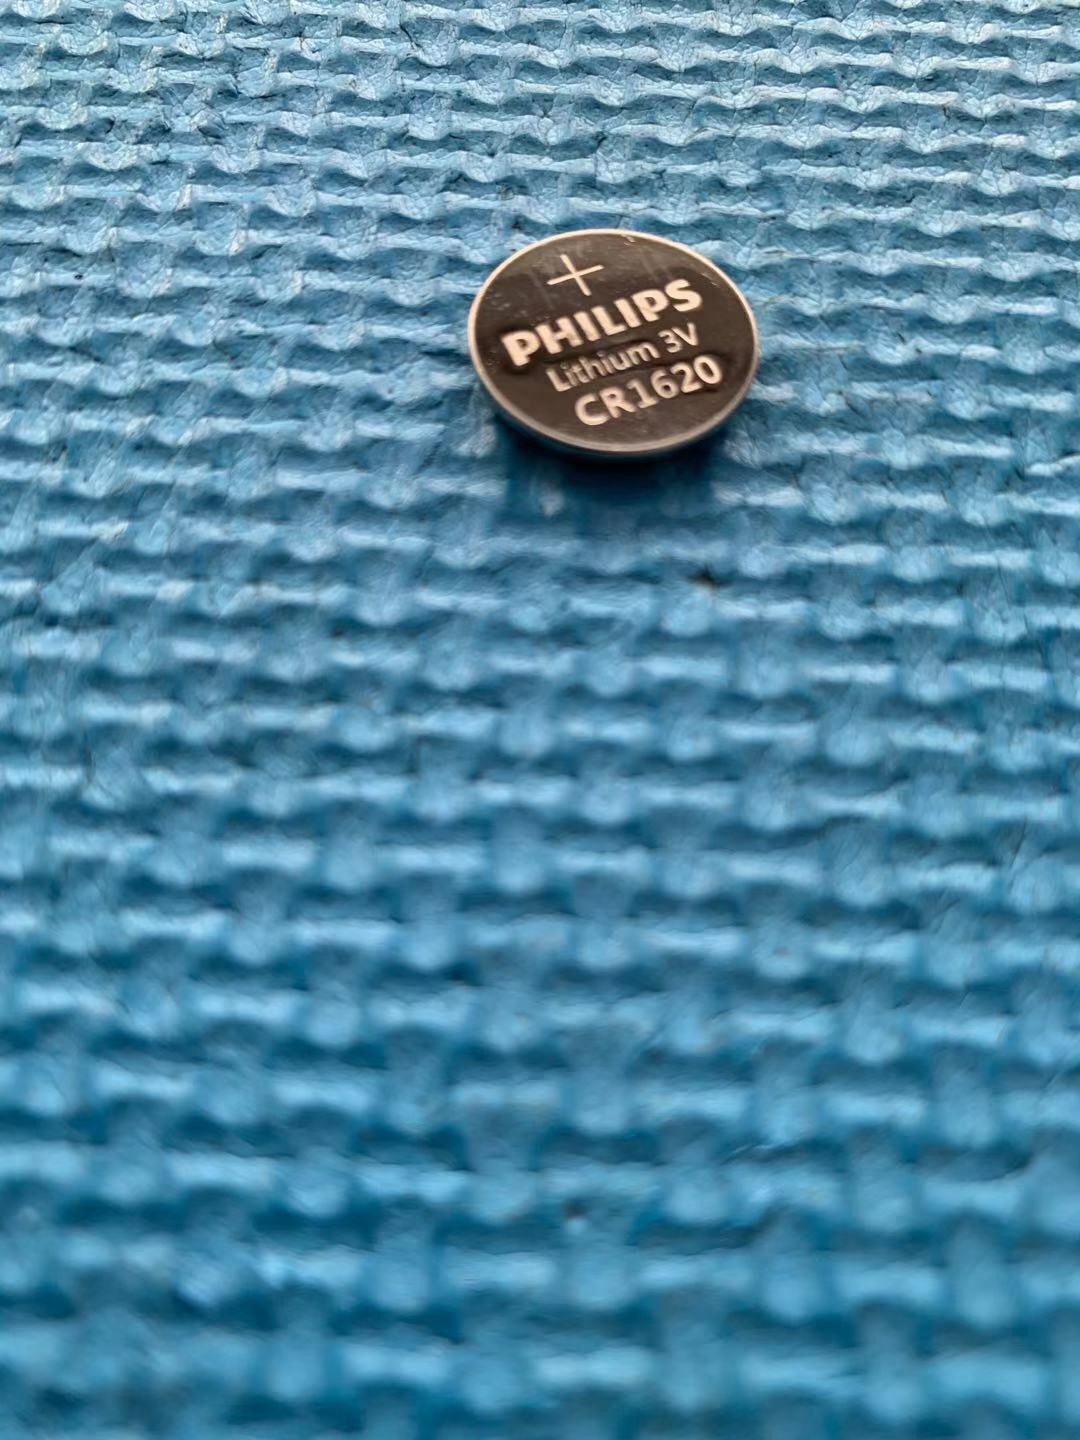 +
PHILIPS
Lithium 3V
CR1620